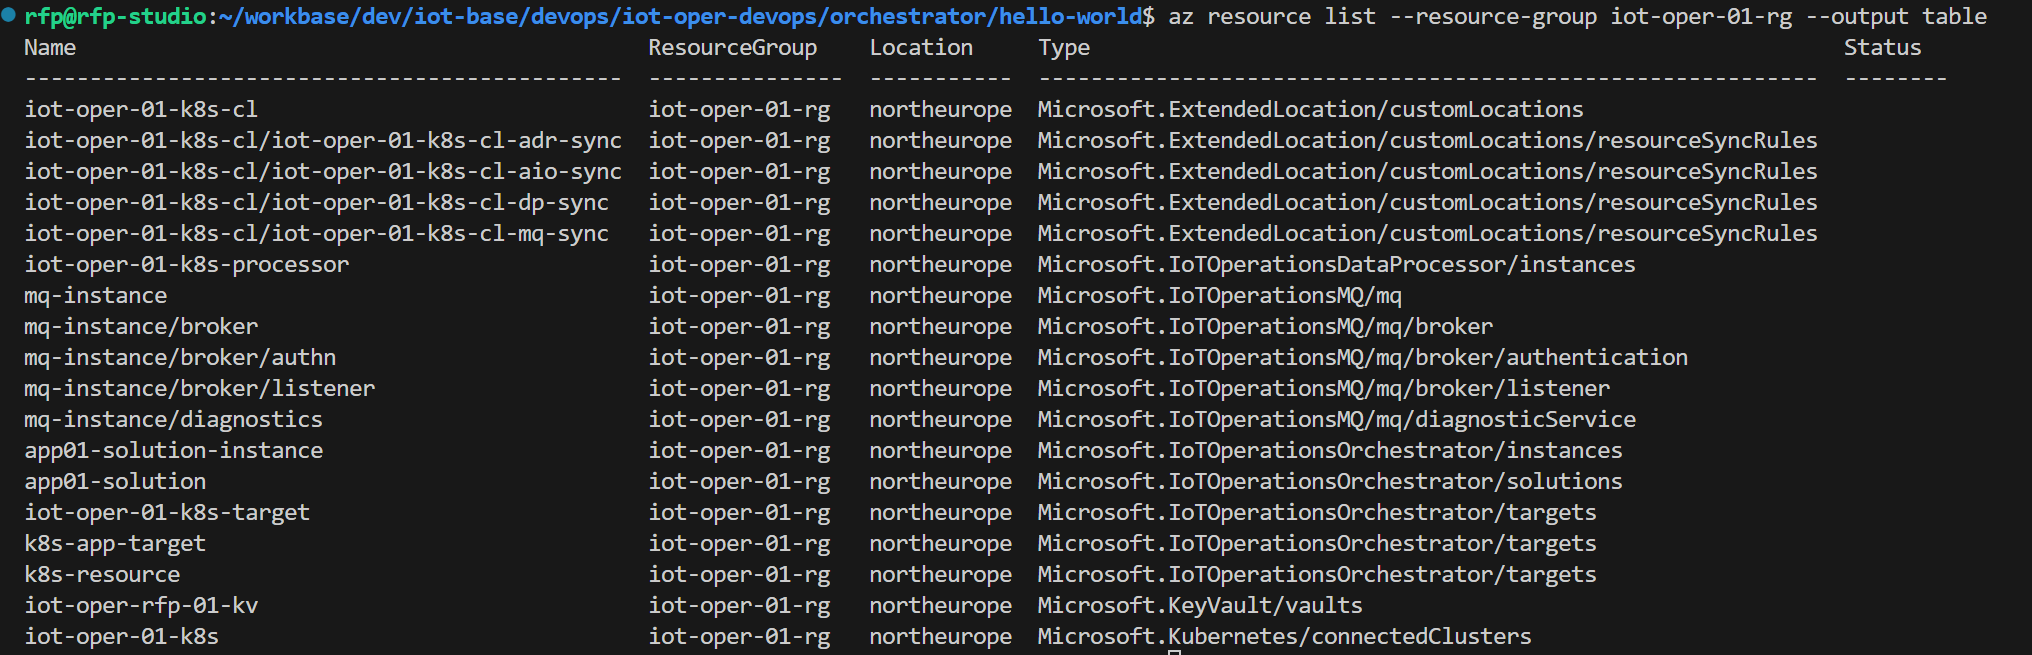 rfp@rfp-studio:~/workbase/dev/iot-base/devops/iot-oper-devops/orchestrator/hello-world$ az resource list --resource-group iot-oper-01-rg --output table
Name                                            ResourceGroup    Location     Type                                                          Status
----------------------------------------------  ---------------  -----------  ------------------------------------------------------------  --------
iot-oper-01-k8s-cl                              iot-oper-01-rg   northeurope  Microsoft.ExtendedLocation/customLocations
iot-oper-01-k8s-cl/iot-oper-01-k8s-cl-adr-sync  iot-oper-01-rg   northeurope  Microsoft.ExtendedLocation/customLocations/resourceSyncRules
iot-oper-01-k8s-cl/iot-oper-01-k8s-cl-aio-sync  iot-oper-01-rg   northeurope  Microsoft.ExtendedLocation/customLocations/resourceSyncRules
iot-oper-01-k8s-cl/iot-oper-01-k8s-cl-dp-sync   iot-oper-01-rg   northeurope  Microsoft.ExtendedLocation/customLocations/resourceSyncRules
iot-oper-01-k8s-cl/iot-oper-01-k8s-cl-mq-sync   iot-oper-01-rg   northeurope  Microsoft.ExtendedLocation/customLocations/resourceSyncRules
iot-oper-01-k8s-processor                       iot-oper-01-rg   northeurope  Microsoft.IoTOperationsDataProcessor/instances
mq-instance                                     iot-oper-01-rg   northeurope  Microsoft.IoTOperationsMQ/mq
mq-instance/broker                              iot-oper-01-rg   northeurope  Microsoft.IoTOperationsMQ/mq/broker
mq-instance/broker/authn                        iot-oper-01-rg   northeurope  Microsoft.IoTOperationsMQ/mq/broker/authentication
mq-instance/broker/listener                     iot-oper-01-rg   northeurope  Microsoft.IoTOperationsMQ/mq/broker/listener
mq-instance/diagnostics                         iot-oper-01-rg   northeurope  Microsoft.IoTOperationsMQ/mq/diagnosticService
app01-solution-instance                         iot-oper-01-rg   northeurope  Microsoft.IoTOperationsOrchestrator/instances
app01-solution                                  iot-oper-01-rg   northeurope  Microsoft.IoTOperationsOrchestrator/solutions
iot-oper-01-k8s-target                          iot-oper-01-rg   northeurope  Microsoft.IoTOperationsOrchestrator/targets
k8s-app-target                                  iot-oper-01-rg   northeurope  Microsoft.IoTOperationsOrchestrator/targets
k8s-resource                                    iot-oper-01-rg   northeurope  Microsoft.IoTOperationsOrchestrator/targets
iot-oper-rfp-01-kv                              iot-oper-01-rg   northeurope  Microsoft.KeyVault/vaults
iot-oper-01-k8s                                 iot-oper-01-rg   northeurope  Microsoft.Kubernetes/connectedClusters